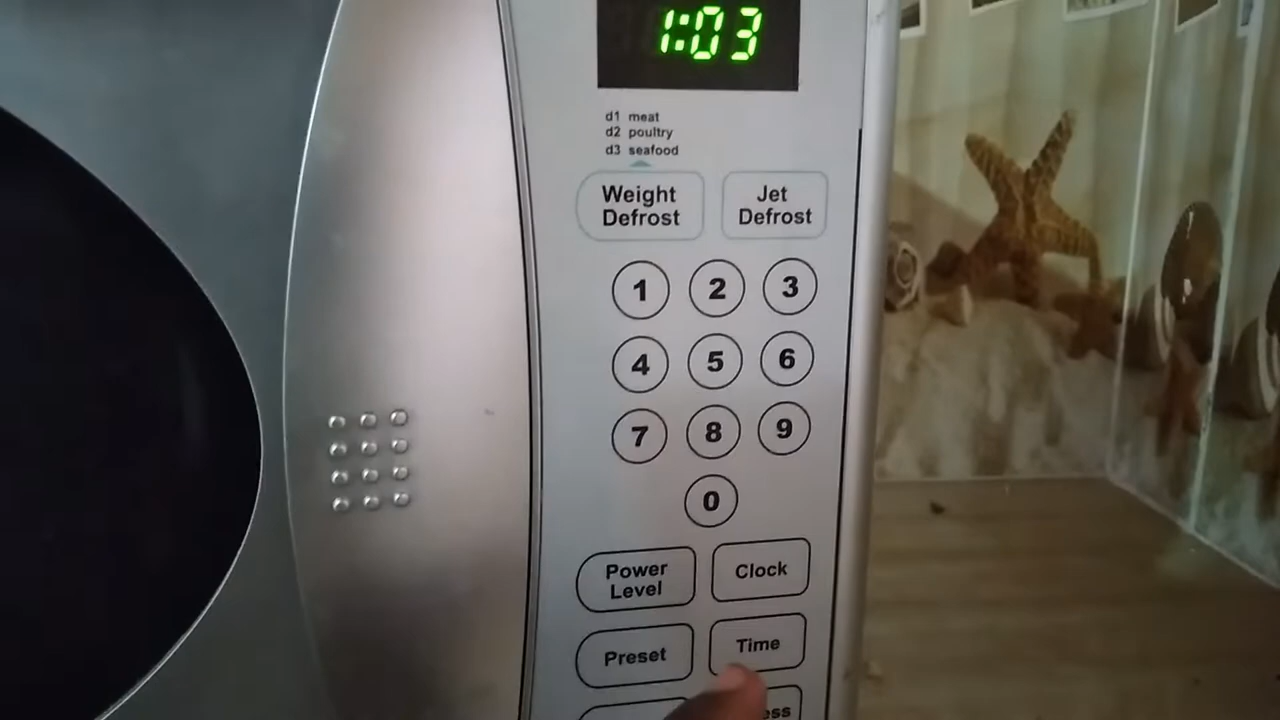 1:03
d1 meat
d2 poultry
d3 seafood
Weight
Defrost
Jet
Defrost
1 2 3
4 5 6
7 8 9
0
Power
Level
Clock
Preset
Time